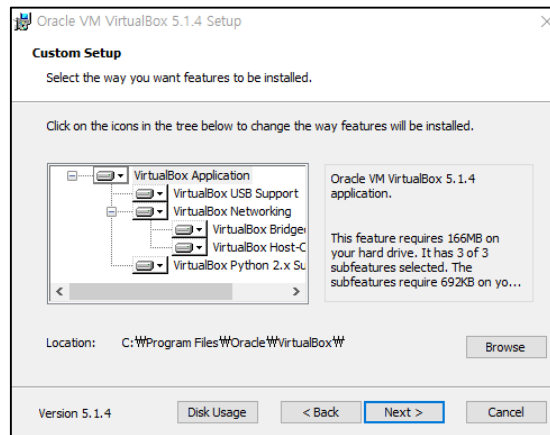 Oracle VM VirtualBox 5.1.4 Setup
Custom Setup
Select the way you want features to be installed.
Click on the icons in the tree below to change the way features will be installed.
VirtualBox Application
VirtualBox USB Support
VirtualBox Networking
VirtualBox Bridge
VirtualBox Host-C
VirtualBox Python 2.x Su
Oracle VM VirtualBox 5.1.4
application.
This feature requires 166MB on
your hard drive. It has 3 of 3
subfeatures selected. The
subfeatures require 692KB on yo...
Location: C:₩Program Files₩Oracle₩VirtualBox₩
Browse
Version 5.1.4 Disk Usage < Back Next > Cancel